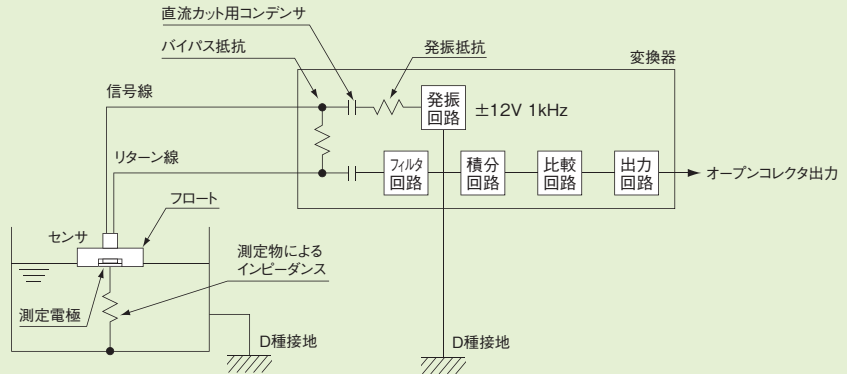 直流カット用コンデンサ
バイパス抵抗
発振抵抗
変換器
信号線
発振
回路
±12V 1kHz
リターン線
フィルタ
回路
積分
回路
比較
回路
出力
回路
オープンコレクタ出力
フロート
センサ
測定物による
インピーダンス
測定電極
D種接地
D種接地